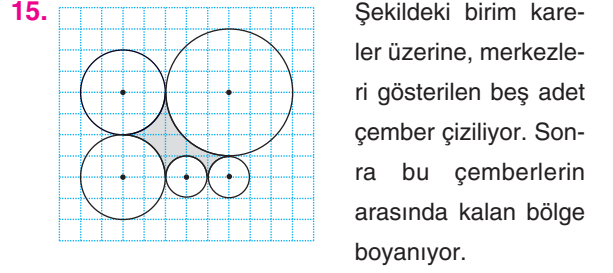 15.
Şekildeki birim kare-
ler üzerine, merkezle-
ri gösterilen beş adet
çember çiziliyor. Son-
ra bu çemberlerin
arasında kalan bölge
boyanıyor.